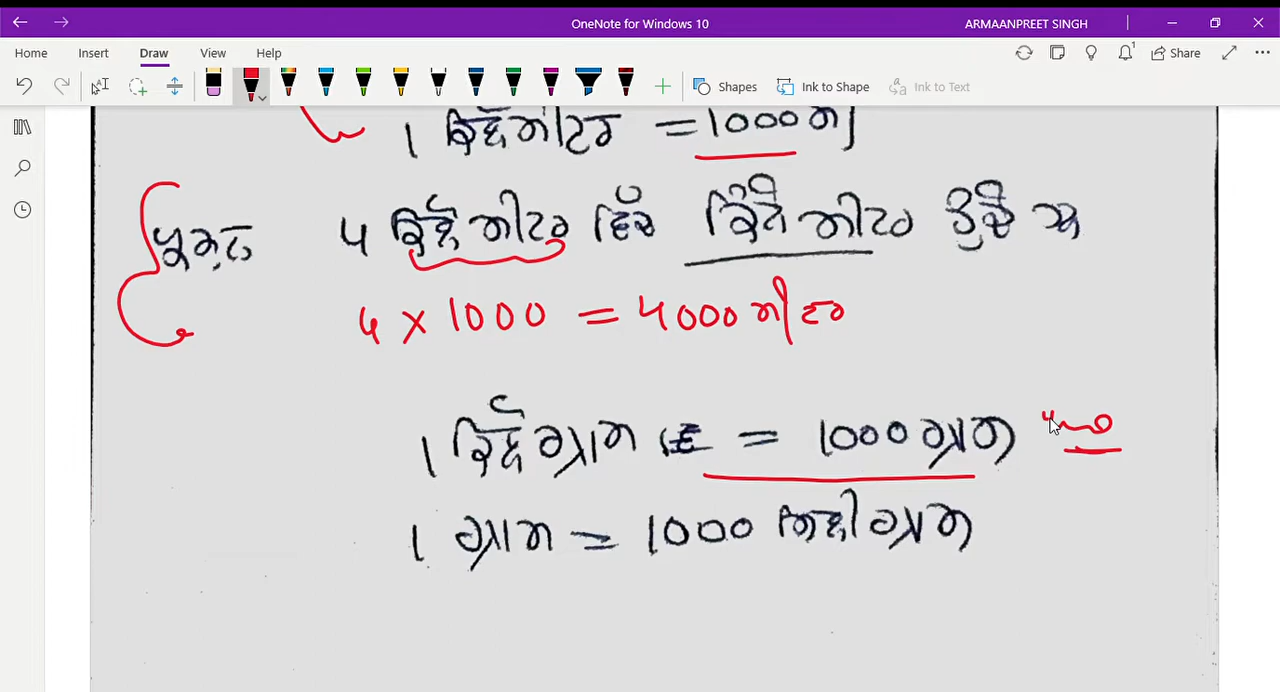 OneNote for Windows 10
ARMAANPREET SINGH
Home Insert Draw View Help
Share
Shapes Ink to Shape Ink to Text
1 ਕਿਲੋਮੀਟਰ = 1000 ਮੀ
ਪ੍ਰਸ਼ਨ 4 ਕਿਲੋਮੀਟਰ ਵਿੱਚ ਕਿੰਨੇ ਮੀਟਰ ਹੁੰਦੇ ਹਨ
4 × 1000 = 4000 ਮੀਟਰ
1 ਕਿਲੋਗ੍ਰਾਮ = 1000 ਗ੍ਰਾਮ
1 ਗ੍ਰਾਮ = 1000 ਮਿਲੀਗ੍ਰਾਮ